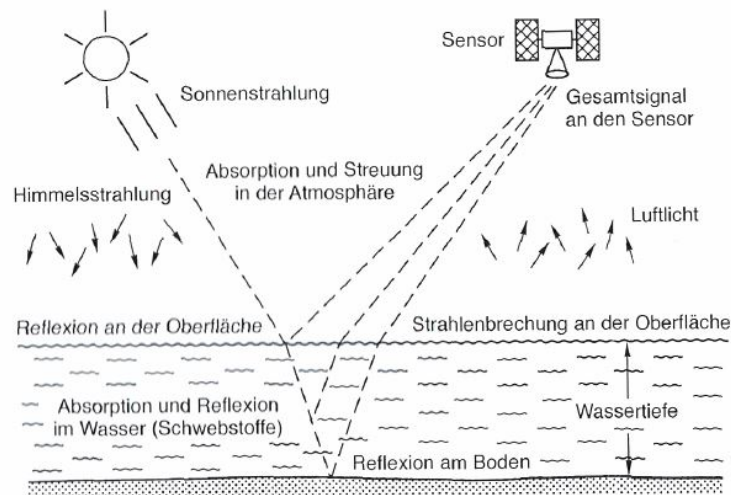 Sensor
Sonnenstrahlung
Gesamtsignal
an den Sensor
Absorption und Streuung
in der Atmosphäre
Himmelsstrahlung
Luftlicht
Reflexion an der Oberfläche
Strahlenbrechung an der Oberfläche
Absorption und Reflexion
im Wasser (Schwebstoffe)
Wassertiefe
Reflexion am Boden